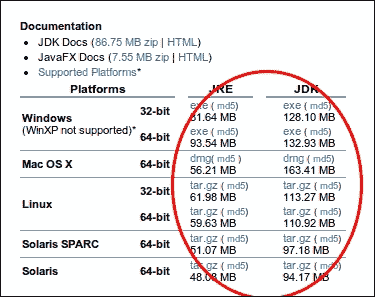 Documentation
• JDK Docs (86.75 MB zip | HTML)
• JavaFX Docs (7.55 MB zip | HTML)
• Supported Platforms*
Platforms JRE JDK
Windows (WinXP not supported)* 32-bit exe ( md5) 81.64 MB exe ( md5) 128.10 MB
64-bit exe ( md5) 93.54 MB exe ( md5) 132.93 MB
Mac OS X 64-bit dmg (md5 ) 56.21 MB dmg ( md5) 163.41 MB
Linux 32-bit tar.gz ( md5) 61.98 MB tar.gz ( md5) 113.27 MB
64-bit tar.gz ( md5) 59.63 MB tar.gz ( md5) 110.92 MB
Solaris SPARC 64-bit tar.gz ( md5) 51.07 MB tar.gz ( md5) 97.18 MB
Solaris 64-bit tar.gz ( md5) MB tar.gz ( md5) 94.17 MB